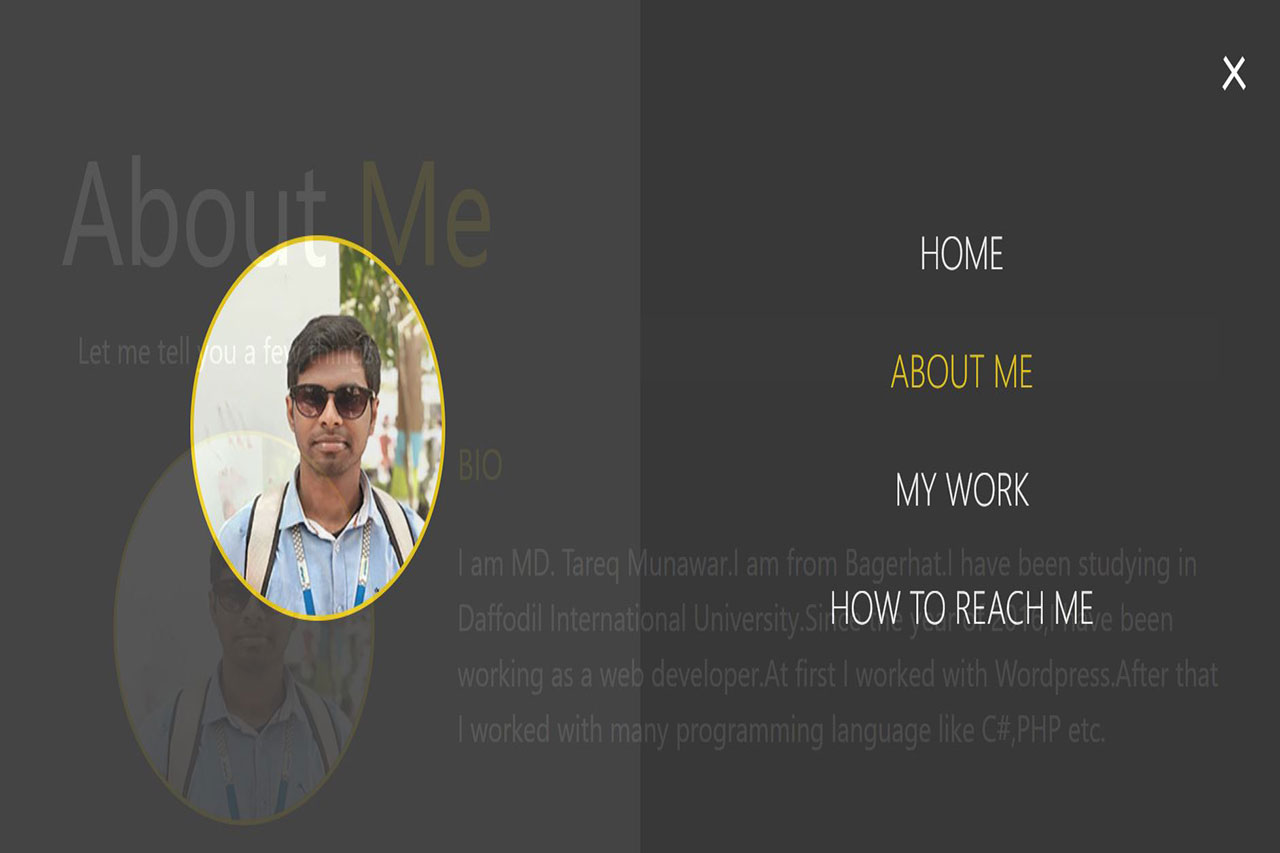 X
About Me
HOME
Let me tell you a few
ABOUT ME
BIO
MY WORK
I am MD. Tareq Munawar.I am from Bagerhat.I have been studying in
HOW TO REACH ME
Daffodil International University.Since the year of 2016,I have been
working as a web developer.At first I worked with Wordpress.After that
I worked with many programming language like C#,PHP etc.